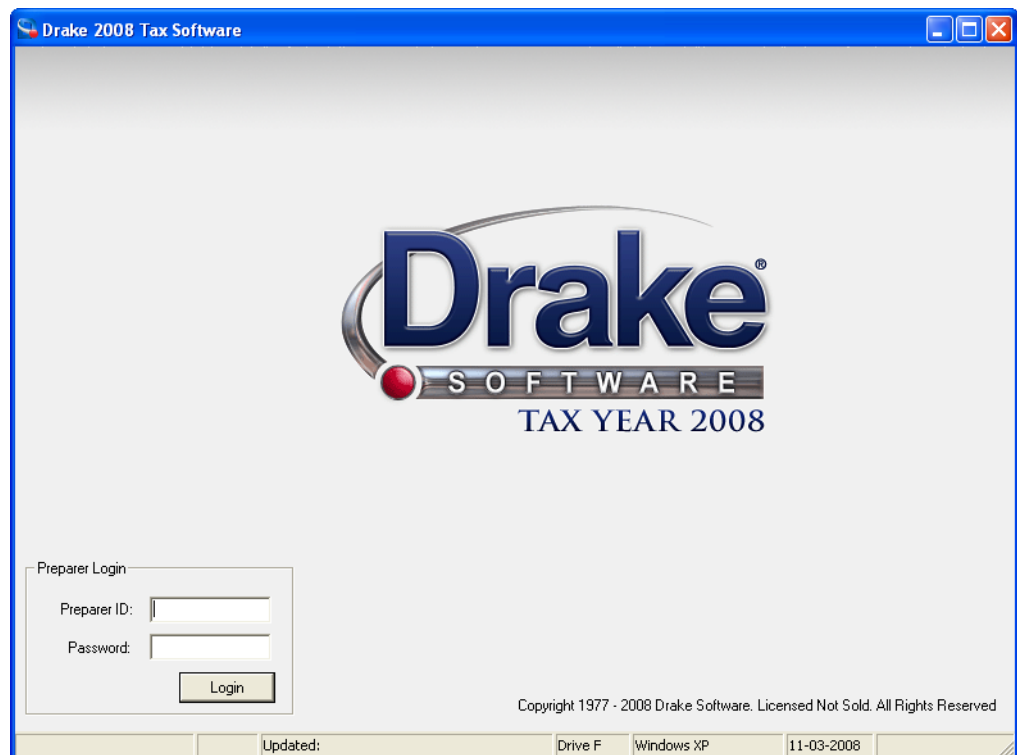 Drake 2008 Tax Software
Drake®
SOFTWARE
TAX YEAR 2008
Preparer Login
Preparer ID:
Password:
Login
Copyright 1977 - 2008 Drake Software. Licensed Not Sold. All Rights Reserved
Updated: Drive F Windows XP 11-03-2008